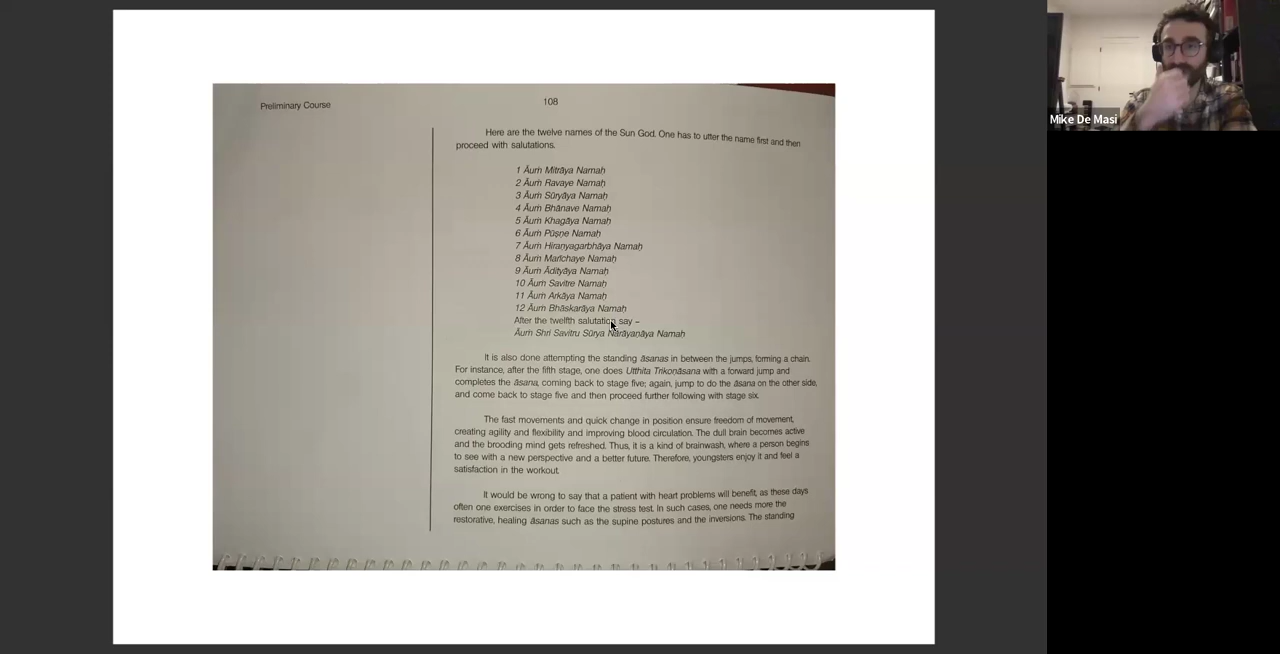 Preliminary Course
108
Here are the twelve names of the Sun God. One has to utter the name first and then
proceed with salutations.
1 Āuṁ Mitrāya Namaḥ
2 Āuṁ Ravaye Namaḥ
3 Āuṁ Sūryāya Namaḥ
4 Āuṁ Bhānave Namaḥ
5 Āuṁ Khagāya Namaḥ
6 Āuṁ Pūṣṇe Namaḥ
7 Āuṁ Hiraṇyagarbhāya Namaḥ
8 Āuṁ Marīchaye Namaḥ
9 Āuṁ Ādityāya Namaḥ
10 Āuṁ Savitre Namaḥ
11 Āuṁ Arkāya Namaḥ
12 Āuṁ Bhāskarāya Namaḥ
After the twelfth salutation say –
Āuṁ Shri Savitru Sūrya Nārāyaṇāya Namaḥ
It is also done attempting the standing āsanas in between the jumps, forming a chain.
For instance, after the fifth stage, one does Utthita Trikoṇāsana with a forward jump and
completes the āsana, coming back to stage five; again, jump to do the āsana on the other side,
and come back to stage five and then proceed further following with stage six.
The fast movements and quick change in position ensure freedom of movement,
creating agility and flexibility and improving blood circulation. The dull brain becomes active
and the brooding mind gets refreshed. Thus, it is a kind of brainwash, where a person begins
to see with a new perspective and a better future. Therefore, youngsters enjoy it and feel a
satisfaction in the workout.
It would be wrong to say that a patient with heart problems will benefit, as these days
often one exercises in order to face the stress test. In such cases, one needs more the
restorative, healing āsanas such as the supine postures and the inversions. The standing
Mike De Masi